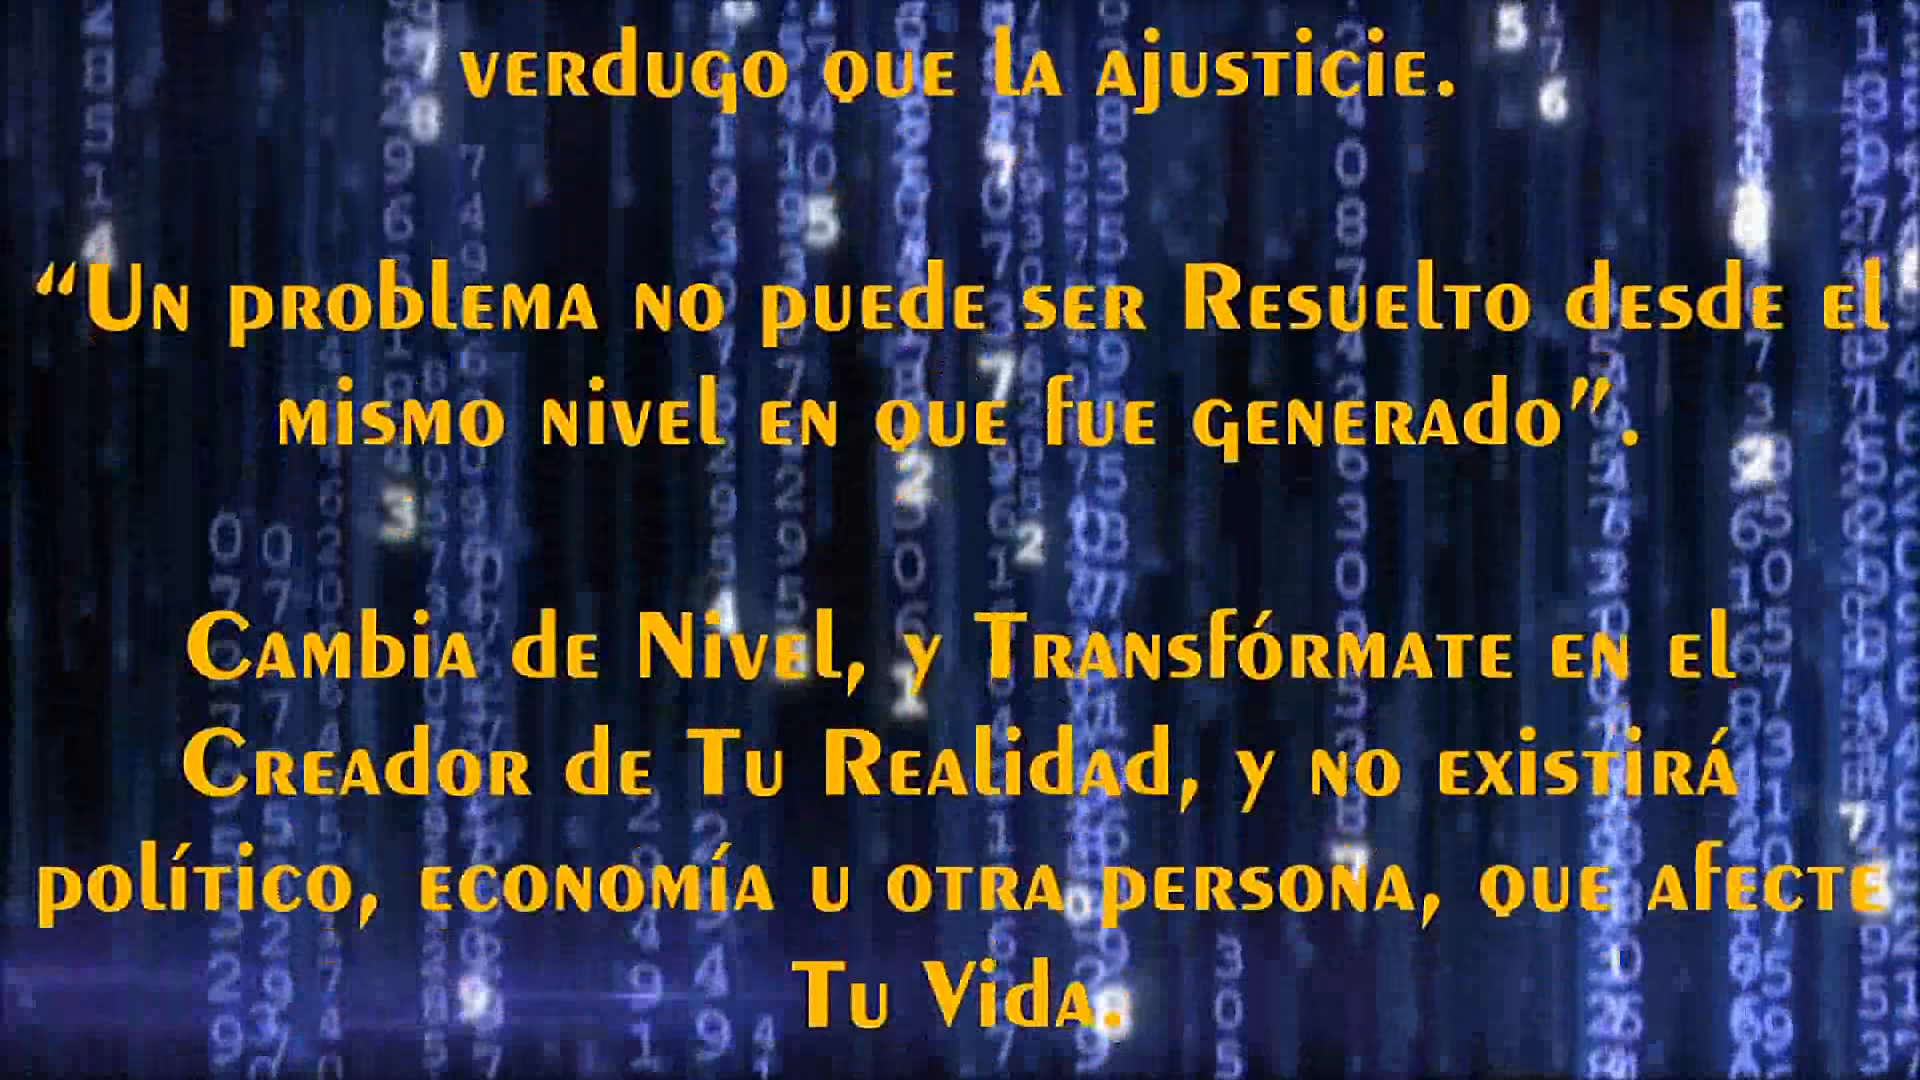 verdugo que la ajusticie.
“Un problema no puede ser Resuelto desde el
mismo nivel en que fue generado”.
Cambia de Nivel, y Transfórmate en el
Creador de Tu Realidad, y no existirá
político, economía u otra persona, que afecte
Tu Vida.